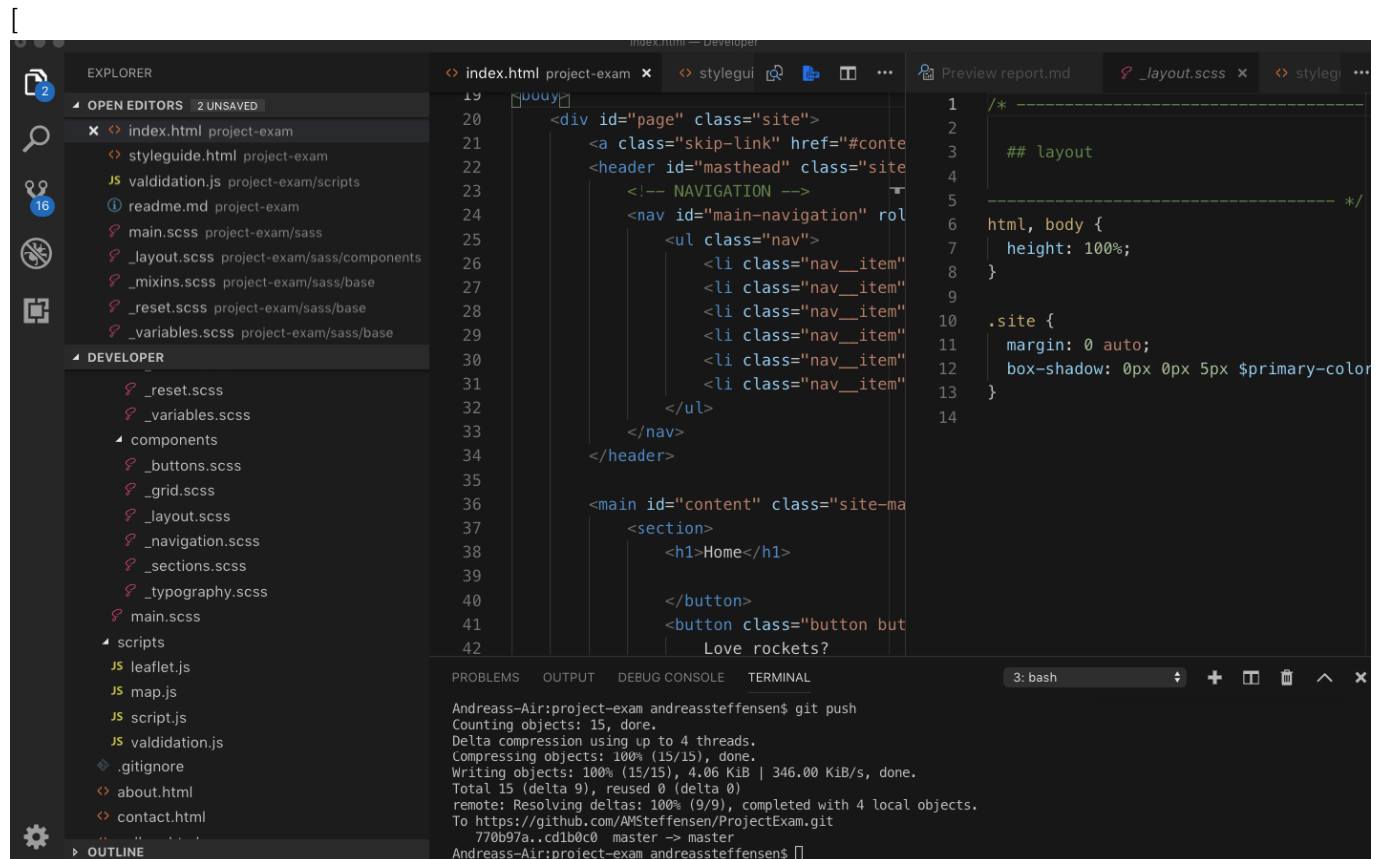 [
index.html — Developer
EXPLORER
OPEN EDITORS 2 UNSAVED
index.html project-exam
styleguide.html project-exam
JS valdidation.js project-exam/scripts
readme.md project-exam
main.scss project-exam/sass
_layout.scss project-exam/sass/components
_mixins.scss project-exam/sass/base
_reset.scss project-exam/sass/base
_variables.scss project-exam/sass/base
DEVELOPER
_reset.scss
_variables.scss
components
_buttons.scss
_grid.scss
_layout.scss
_navigation.scss
_sections.scss
_typography.scss
main.scss
scripts
JS leaflet.js
JS map.js
JS script.js
JS valdidation.js
.gitignore
about.html
contact.html
OUTLINE
2
16
index.html project-exam
stylegui
19 <body>
20 <div id="page" class="site">
21 <a class="skip-link" href="#conte
22 <header id="masthead" class="site
23 <!-- NAVIGATION -->
24 <nav id="main-navigation" rol
25 <ul class="nav">
26 <li class="nav__item"
27 <li class="nav__item"
28 <li class="nav__item"
29 <li class="nav__item"
30 <li class="nav__item"
31 <li class="nav__item"
32 </ul>
33 </nav>
34 </header>
35
36 <main id="content" class="site-ma
37 <section>
38 <h1>Home</h1>
39
40 </button>
41 <button class="button but
42 Love rockets?
Preview report.md
_layout.scss
styleg
1 /* ------------------------------------
2
3 ## layout
4
5 ------------------------------------ */
6 html, body {
7 height: 100%;
8 }
9
10 .site {
11 margin: 0 auto;
12 box-shadow: 0px 0px 5px $primary-color
13 }
14
PROBLEMS OUTPUT DEBUG CONSOLE TERMINAL
3: bash
Andreass-Air:project-exam andreassteffensen$ git push
Counting objects: 15, done.
Delta compression using up to 4 threads.
Compressing objects: 100% (15/15), done.
Writing objects: 100% (15/15), 4.06 KiB | 346.00 KiB/s, done.
Total 15 (delta 9), reused 0 (delta 0)
remote: Resolving deltas: 100% (9/9), completed with 4 local objects.
To https://github.com/AMSteffensen/ProjectExam.git
770b97a..cd1b0c0 master -> master
Andreass-Air:project-exam andreassteffensen$